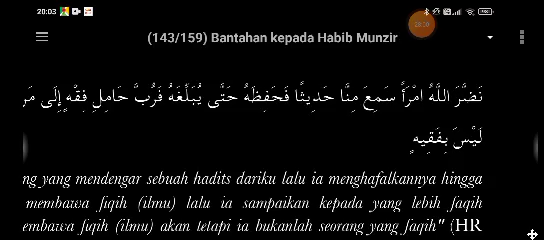 20:03
28:30
(143/159) Bantahan kepada Habib Munzir
نَضَّرَ اللَّهُ امْرَأً سَمِعَ مِنَّا حَدِيثًا فَحَفِظَهُ حَتَّى يُبَلِّغَهُ فَرُبَّ حَامِلِ فِقْهٍ إِلَى
لَيْسَ بِفَقِيهٍ
ng yang mendengar sebuah hadits dariku lalu ia menghafalkannya hingga
membawa fiqih (ilmu) lalu ia sampaikan kepada yang lebih faqih
embawa fiqih (ilmu) akan tetapi ia bukanlah seorang yang faqih" (HR